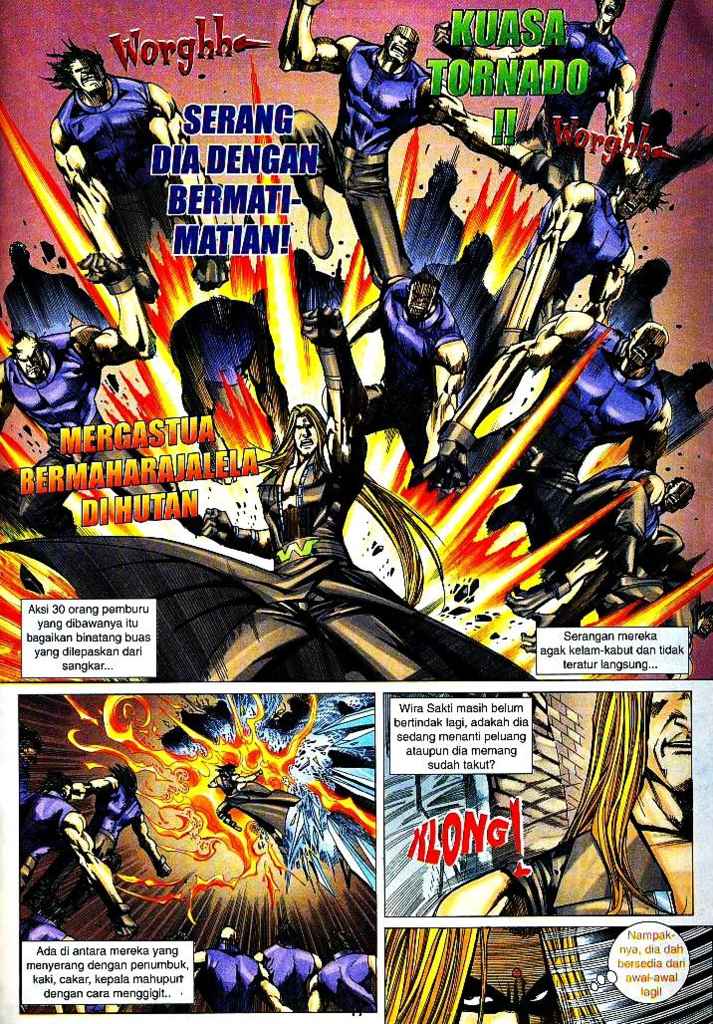 Worghh
KUASA
TORNADO
!!
SERANG
DIA DENGAN
BERMATI-
MATIAN!
Worghh
MERGASTUA
BERMAHARAJALELA
DI HUTAN
Aksi 30 orang pemburu
yang dibawanya itu
bagaikan binatang buas
yang dilepaskan dari
sangkar...
Serangan mereka
agak kelam-kabut dan tidak
teratur langsung...
Ada di antara mereka yang
menyerang dengan penumbuk,
kaki, cakar, kepala mahupun
dengan cara menggigit..
Wira Sakti masih belum
bertindak lagi, adakah dia
sedang menanti peluang
ataupun dia memang
sudah takut?
KLONG!
Nampak-
nya, dia dah
bersedia dari
awal-awal
lagi!